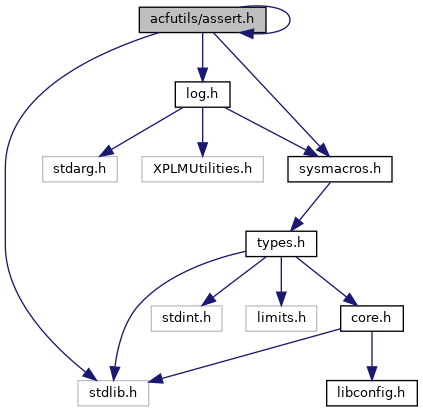 acfutils/assert.h
log.h
stdarg.h
XPLMUtilities.h
sysmacros.h
types.h
stdint.h
limits.h
core.h
stdlib.h
libconfig.h